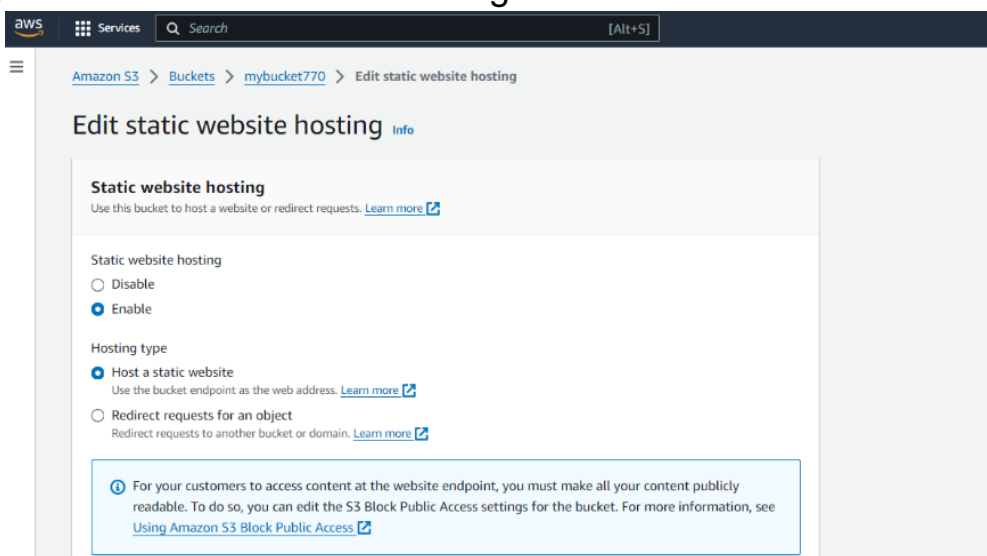 aws
Services
Search
[Alt+S]
Amazon S3 > Buckets > mybucket770 > Edit static website hosting
Edit static website hosting Info
Static website hosting
Use this bucket to host a website or redirect requests. Learn more
Static website hosting
Disable
Enable
Hosting type
Host a static website
Use the bucket endpoint as the web address. Learn more
Redirect requests for an object
Redirect requests to another bucket or domain. Learn more
For your customers to access content at the website endpoint, you must make all your content publicly
readable. To do so, you can edit the S3 Block Public Access settings for the bucket. For more information, see
Using Amazon S3 Block Public Access